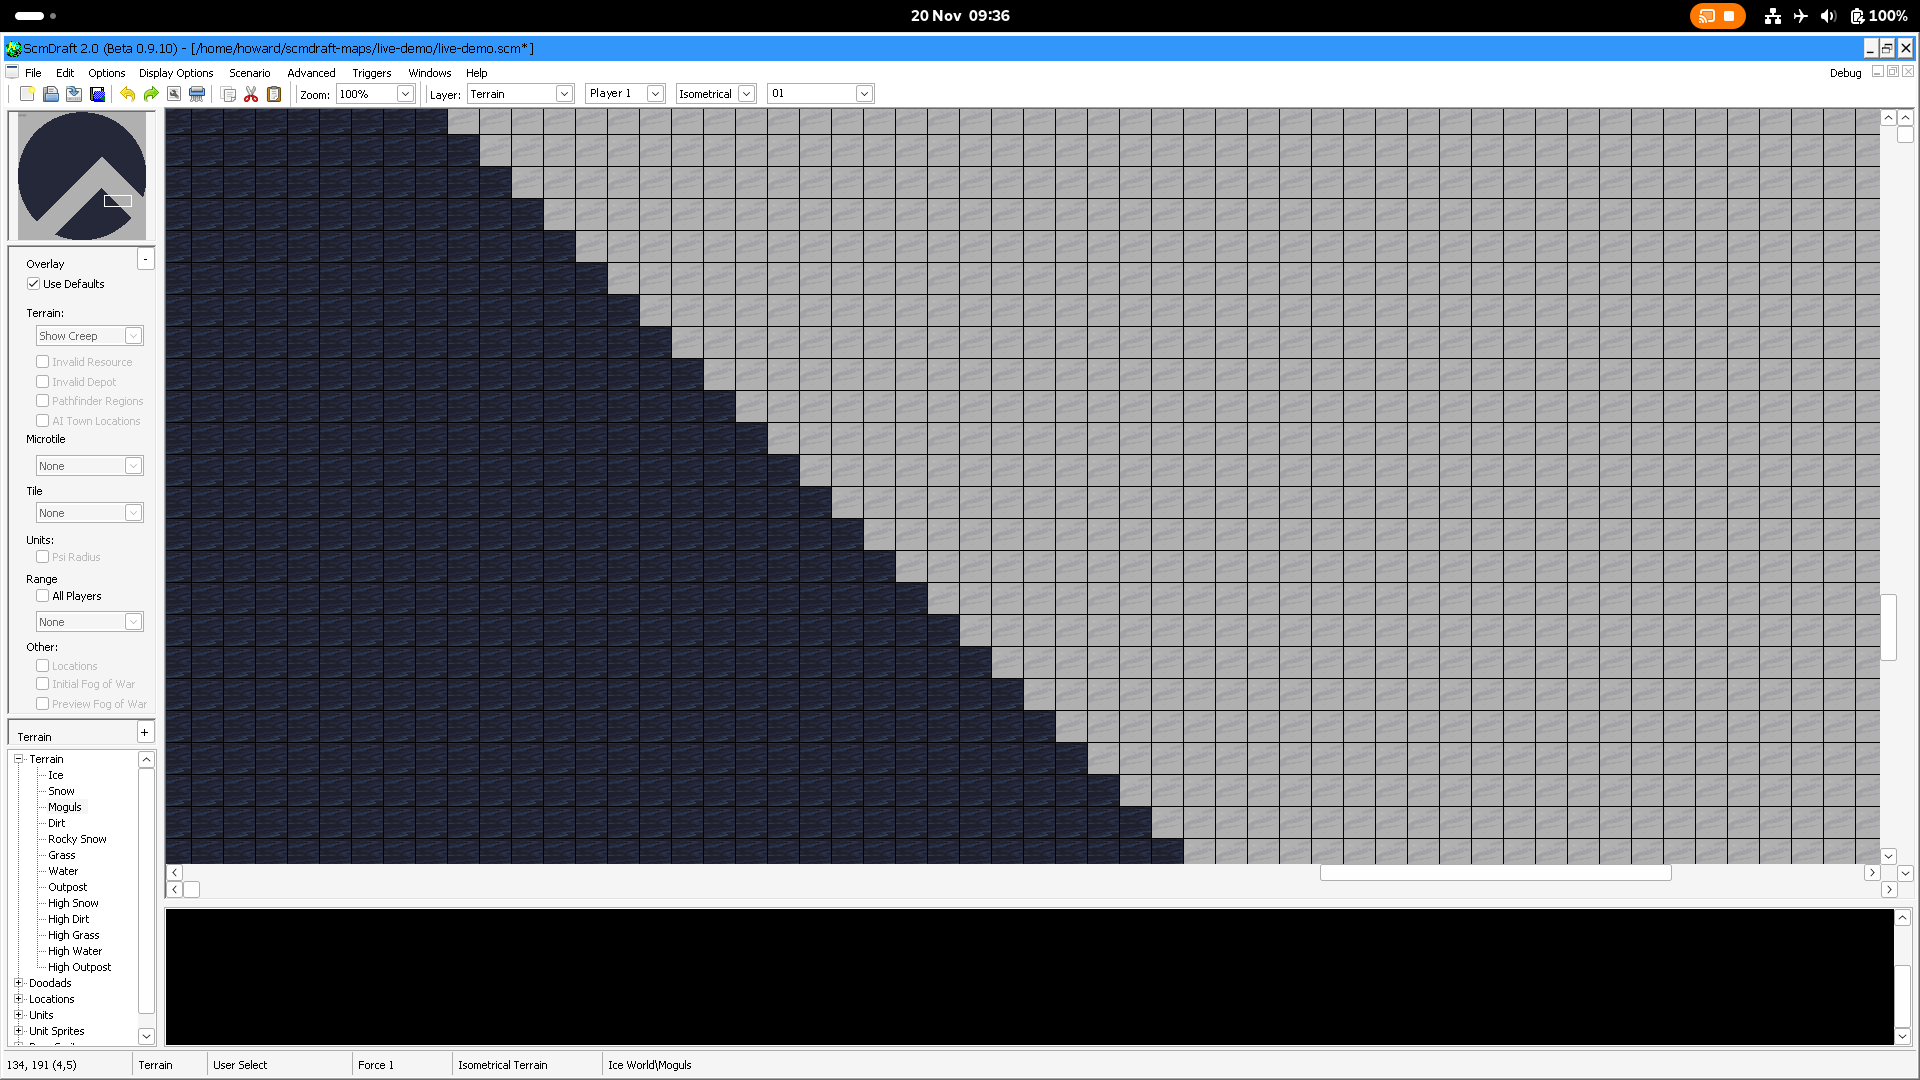 20 Nov 09:36
100%
ScmDraft 2.0 (Beta 0.9.10) - [/home/howard/scmdraft-maps/live-demo/live-demo.scm*]
File Edit Options Display Options Scenario Advanced Triggers Windows Help Debug
Zoom: 100% Layer: Terrain Player 1 Isometrical 01
Overlay
-
Use Defaults
Terrain:
Show Creep
Invalid Resource
Invalid Depot
Pathfinder Regions
AI Town Locations
Microtile
None
Tile
None
Units:
Psi Radius
Range
All Players
None
Other:
Locations
Initial Fog of War
Preview Fog of War
Terrain +
Terrain
Ice
Snow
Moguls
Dirt
Rocky Snow
Grass
Water
Outpost
High Snow
High Dirt
High Grass
High Water
High Outpost
Doodads
Locations
Units
Unit Sprites
134, 191 (4,5) Terrain User Select Force 1 Isometrical Terrain Ice World\Moguls